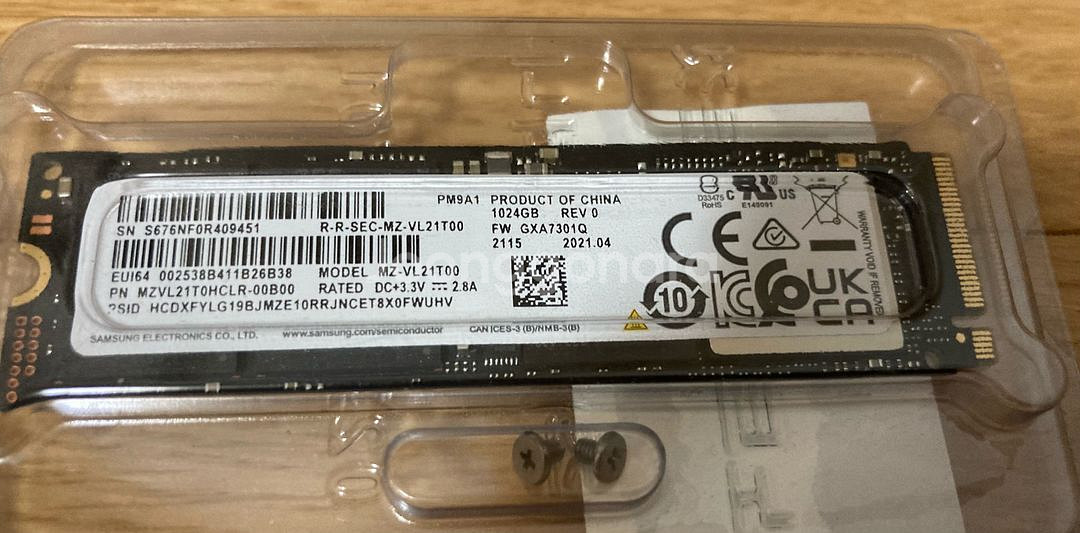 SN S676NF0R409451
R-R-SEC-MZ-VL21T00
EUI64 002538B411B26B38
MODEL MZ-VL21T00
PN MZVL21T0HCLR-00B00
RATED DC+3.3V ⎓ 2.8A
PSID HCDXFYLG19BJMZE10RRJNCET8X0FWUHV
SAMSUNG ELECTRONICS CO., LTD.
www.samsung.com/semiconductor
CAN ICES-3 (B)/NMB-3(B)
PM9A1 PRODUCT OF CHINA
1024GB REV 0
FW GXA7301Q
2115 2021.04
D33475
RoHS
C UL US
E149091
CE
10
KC
UK
CA
WARRANTY VOID IF REMOVED